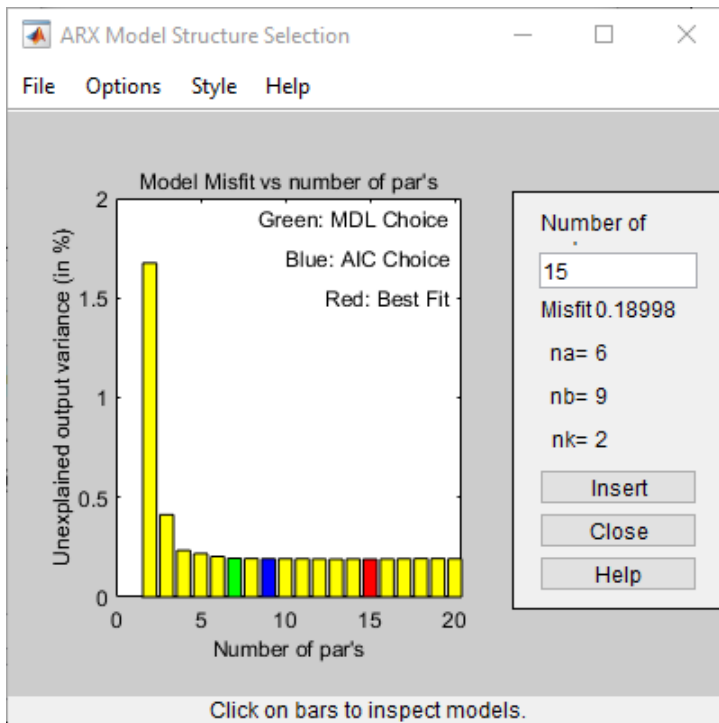 ARX Model Structure Selection
File Options Style Help
Model Misfit vs number of par's
Green: MDL Choice
Blue: AIC Choice
Red: Best Fit
Unexplained output variance (in %)
2
1.5
1
0.5
0
0 5 10 15 20
Number of par's
Number of
15
Misfit 0.18998
na= 6
nb= 9
nk= 2
Insert
Close
Help
Click on bars to inspect models.